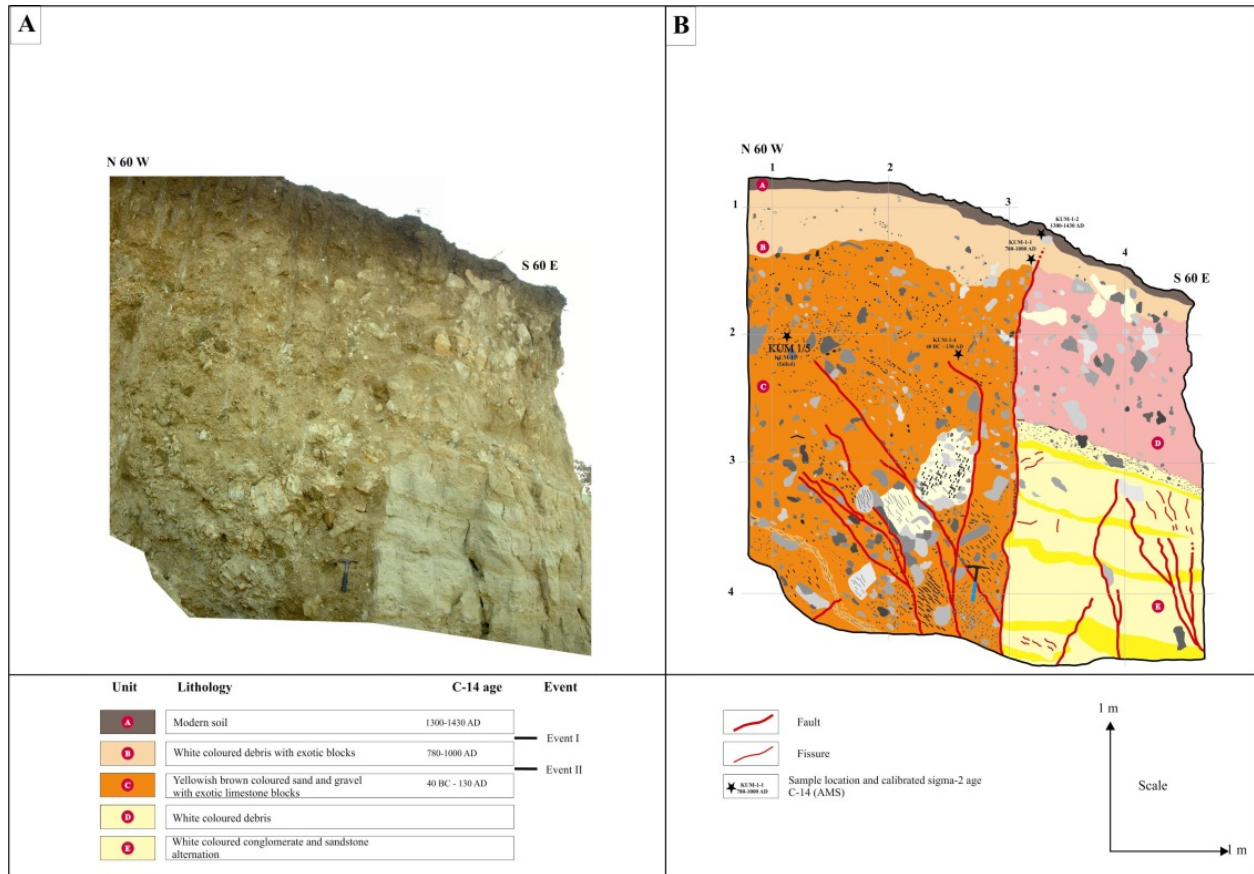 A
N 60 W
S 60 E
B
N 60 W
1
2
3
4
1
2
3
4
S 60 E
A
B
C
D
E
KUM-1-2
1300-1430 AD
KUM-1-1
780-1000 AD
KUM 1/5
(failed)
KUM-1-4
40 BC - 130 AD
Unit Lithology C-14 age Event
A Modern soil 1300-1430 AD
Event I
B White coloured debris with exotic blocks 780-1000 AD
Event II
C Yellowish brown coloured sand and gravel
with exotic limestone blocks 40 BC - 130 AD
D White coloured debris
E White coloured conglomerate and sandstone
alternation
Fault
Fissure
KUM-1-1
780-1000 AD
Sample location and calibrated sigma-2 age
C-14 (AMS)
1 m
Scale
1 m